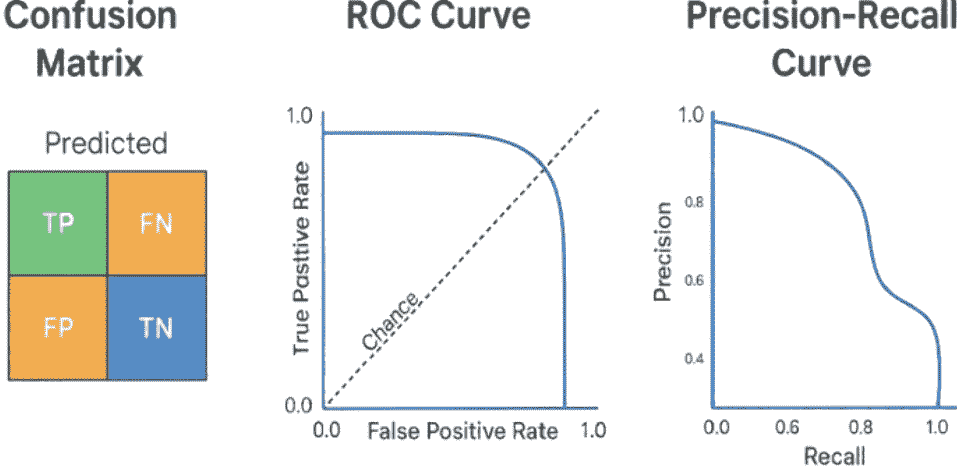 Confusion
Matrix
Predicted
TP
FN
FP
TN
ROC Curve
1.0
True Pasttive Rate
Chance
0.0
0.0
False Positive Rate
1.0
Precision-Recall
Curve
1.0
0.8
Precision
0.6
0.4
0.0
0.6
0.8
1.0
Recall